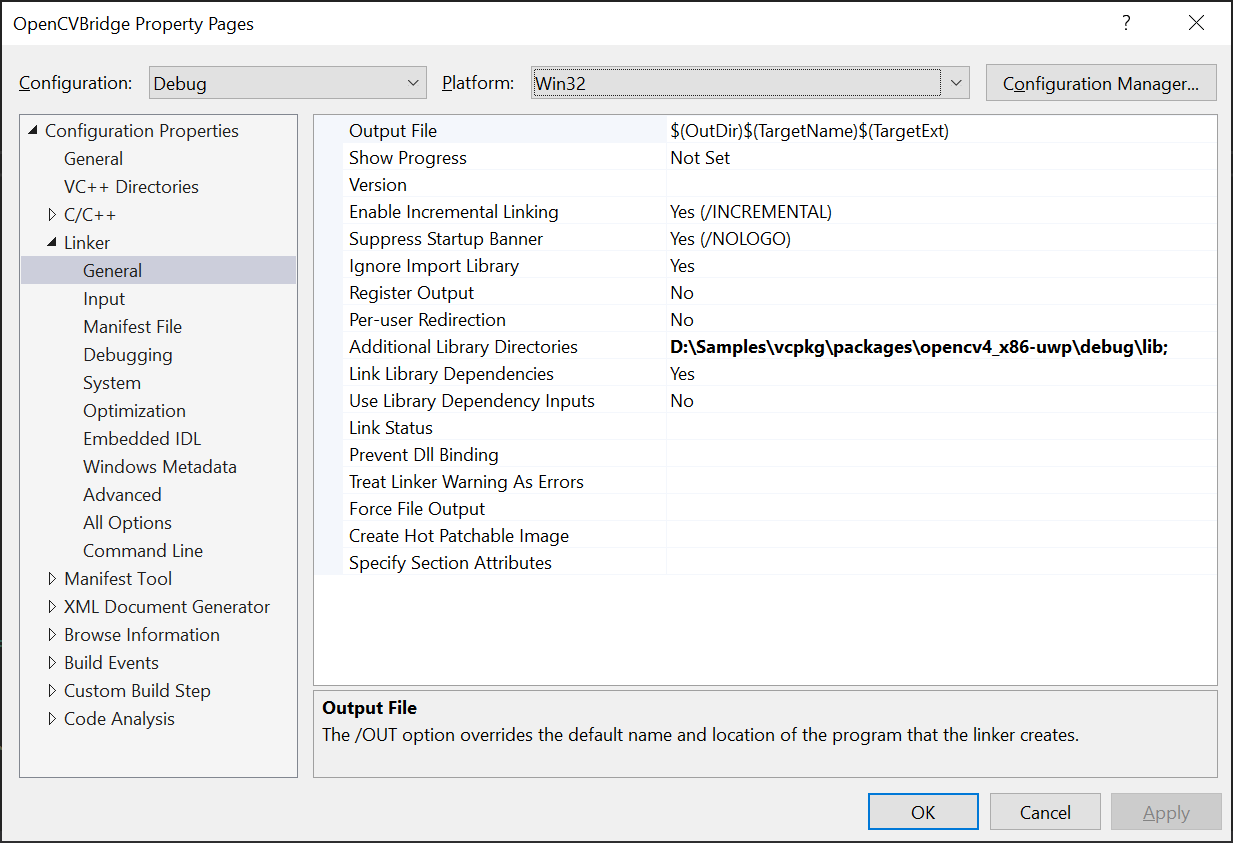 OpenCVBridge Property Pages ?
Configuration: Debug Platform: Win32 Configuration Manager...
Configuration Properties
General
VC++ Directories
C/C++
Linker
General
Input
Manifest File
Debugging
System
Optimization
Embedded IDL
Windows Metadata
Advanced
All Options
Command Line
Manifest Tool
XML Document Generator
Browse Information
Build Events
Custom Build Step
Code Analysis
Output File $(OutDir)$(TargetName)$(TargetExt)
Show Progress Not Set
Version
Enable Incremental Linking Yes (/INCREMENTAL)
Suppress Startup Banner Yes (/NOLOGO)
Ignore Import Library Yes
Register Output No
Per-user Redirection No
Additional Library Directories D:\Samples\vcpkg\packages\opencv4_x86-uwp\debug\lib;
Link Library Dependencies Yes
Use Library Dependency Inputs No
Link Status
Prevent Dll Binding
Treat Linker Warning As Errors
Force File Output
Create Hot Patchable Image
Specify Section Attributes
Output File
The /OUT option overrides the default name and location of the program that the linker creates.
OK Cancel Apply